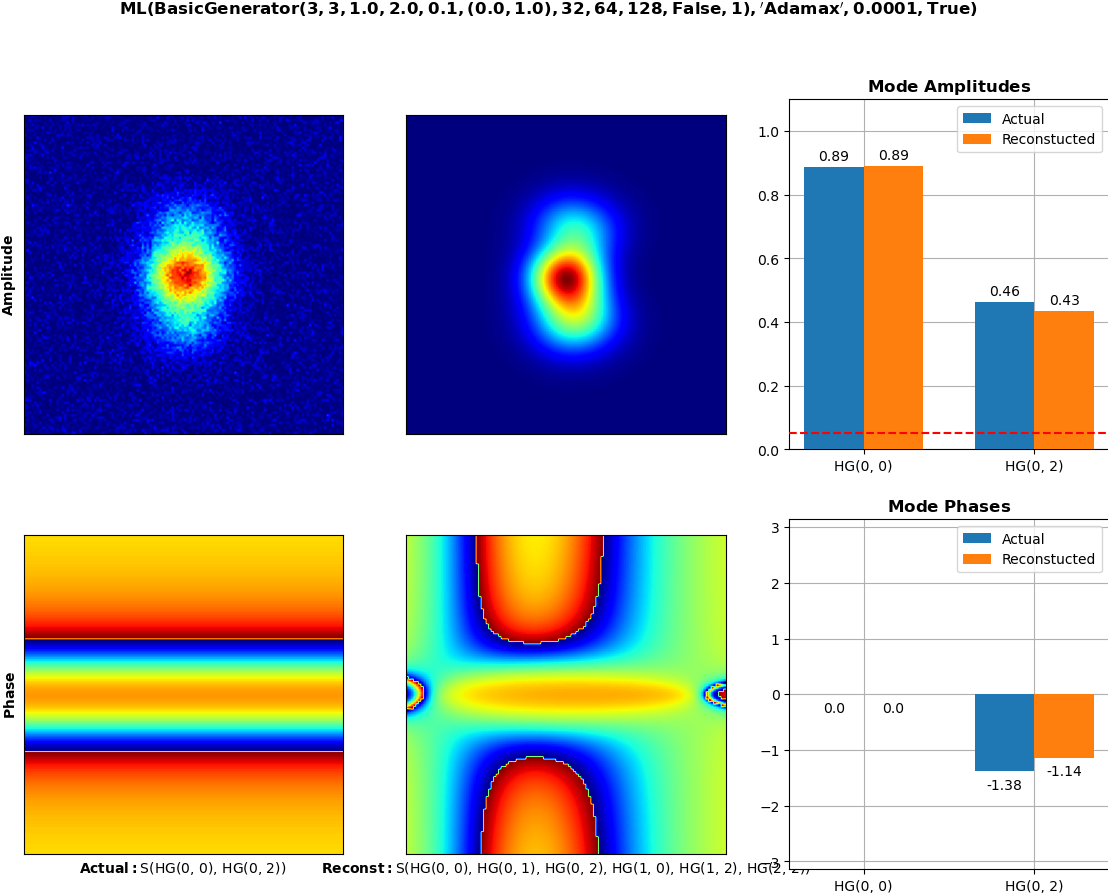 ML(BasicGenerator(3, 3, 1.0, 2.0, 0.1, (0.0, 1.0), 32, 64, 128, False, 1), ′Adamax′, 0.0001, True)
Mode Amplitudes
Amplitude
Actual
Reconstucted
1.0
0.8
0.6
0.4
0.2
0.0
0.89
0.89
0.46
0.43
HG(0, 0)
HG(0, 2)
Mode Phases
Phase
Actual
Reconstucted
3
2
1
0
−1
−2
−3
0.0
0.0
-1.38
-1.14
HG(0, 0)
HG(0, 2)
Actual: S(HG(0, 0), HG(0, 2))
Reconst: S(HG(0, 0), HG(0, 1), HG(0, 2), HG(1, 0), HG(1, 2), HG(2, 2))